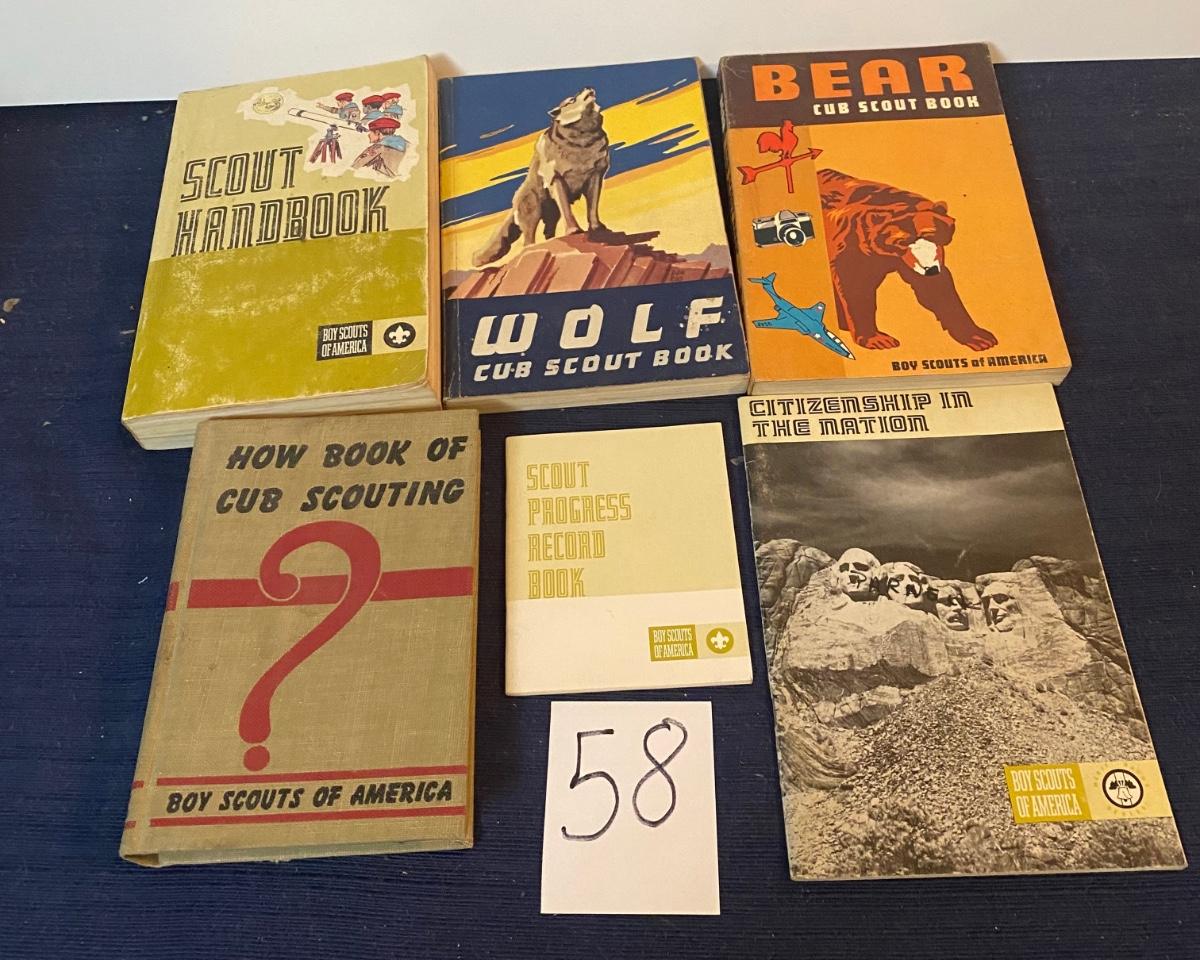 SCOUT
HANDBOOK
BOY SCOUTS
OF AMERICA
WOLF
CUB SCOUT BOOK
BEAR
CUB SCOUT BOOK
BOY SCOUTS of AMERICA
HOW BOOK OF
CUB SCOUTING
?
BOY SCOUTS OF AMERICA
SCOUT
PROGRESS
RECORD
BOOK
BOY SCOUTS
OF AMERICA
CITIZENSHIP IN
THE NATION
BOY SCOUTS
OF AMERICA
58